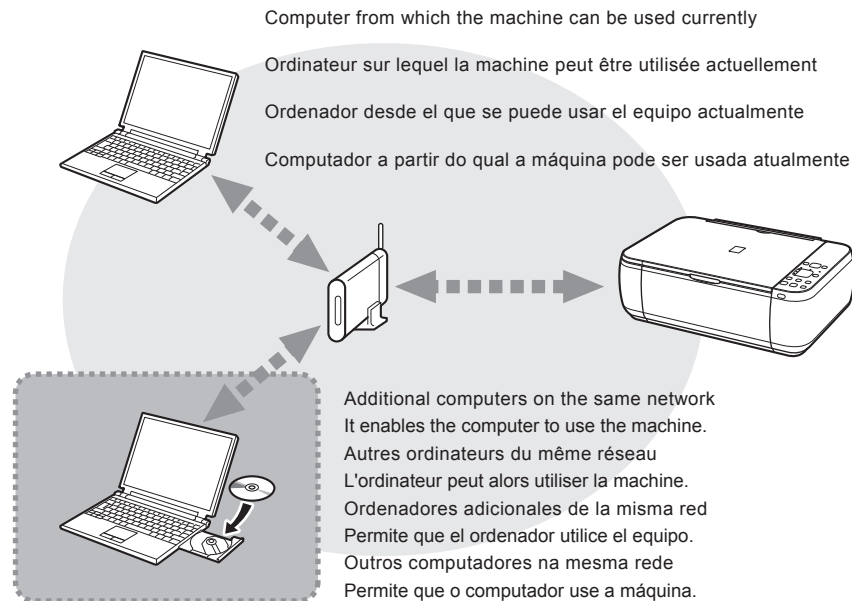 Computer from which the machine can be used currently
Ordinateur sur lequel la machine peut être utilisée actuellement
Ordenador desde el que se puede usar el equipo actualmente
Computador a partir do qual a máquina pode ser usada atualmente
Additional computers on the same network
It enables the computer to use the machine.
Autres ordinateurs du même réseau
L'ordinateur peut alors utiliser la machine.
Ordenadores adicionales de la misma red
Permite que el ordenador utilice el equipo.
Outros computadores na mesma rede
Permite que o computador use a máquina.